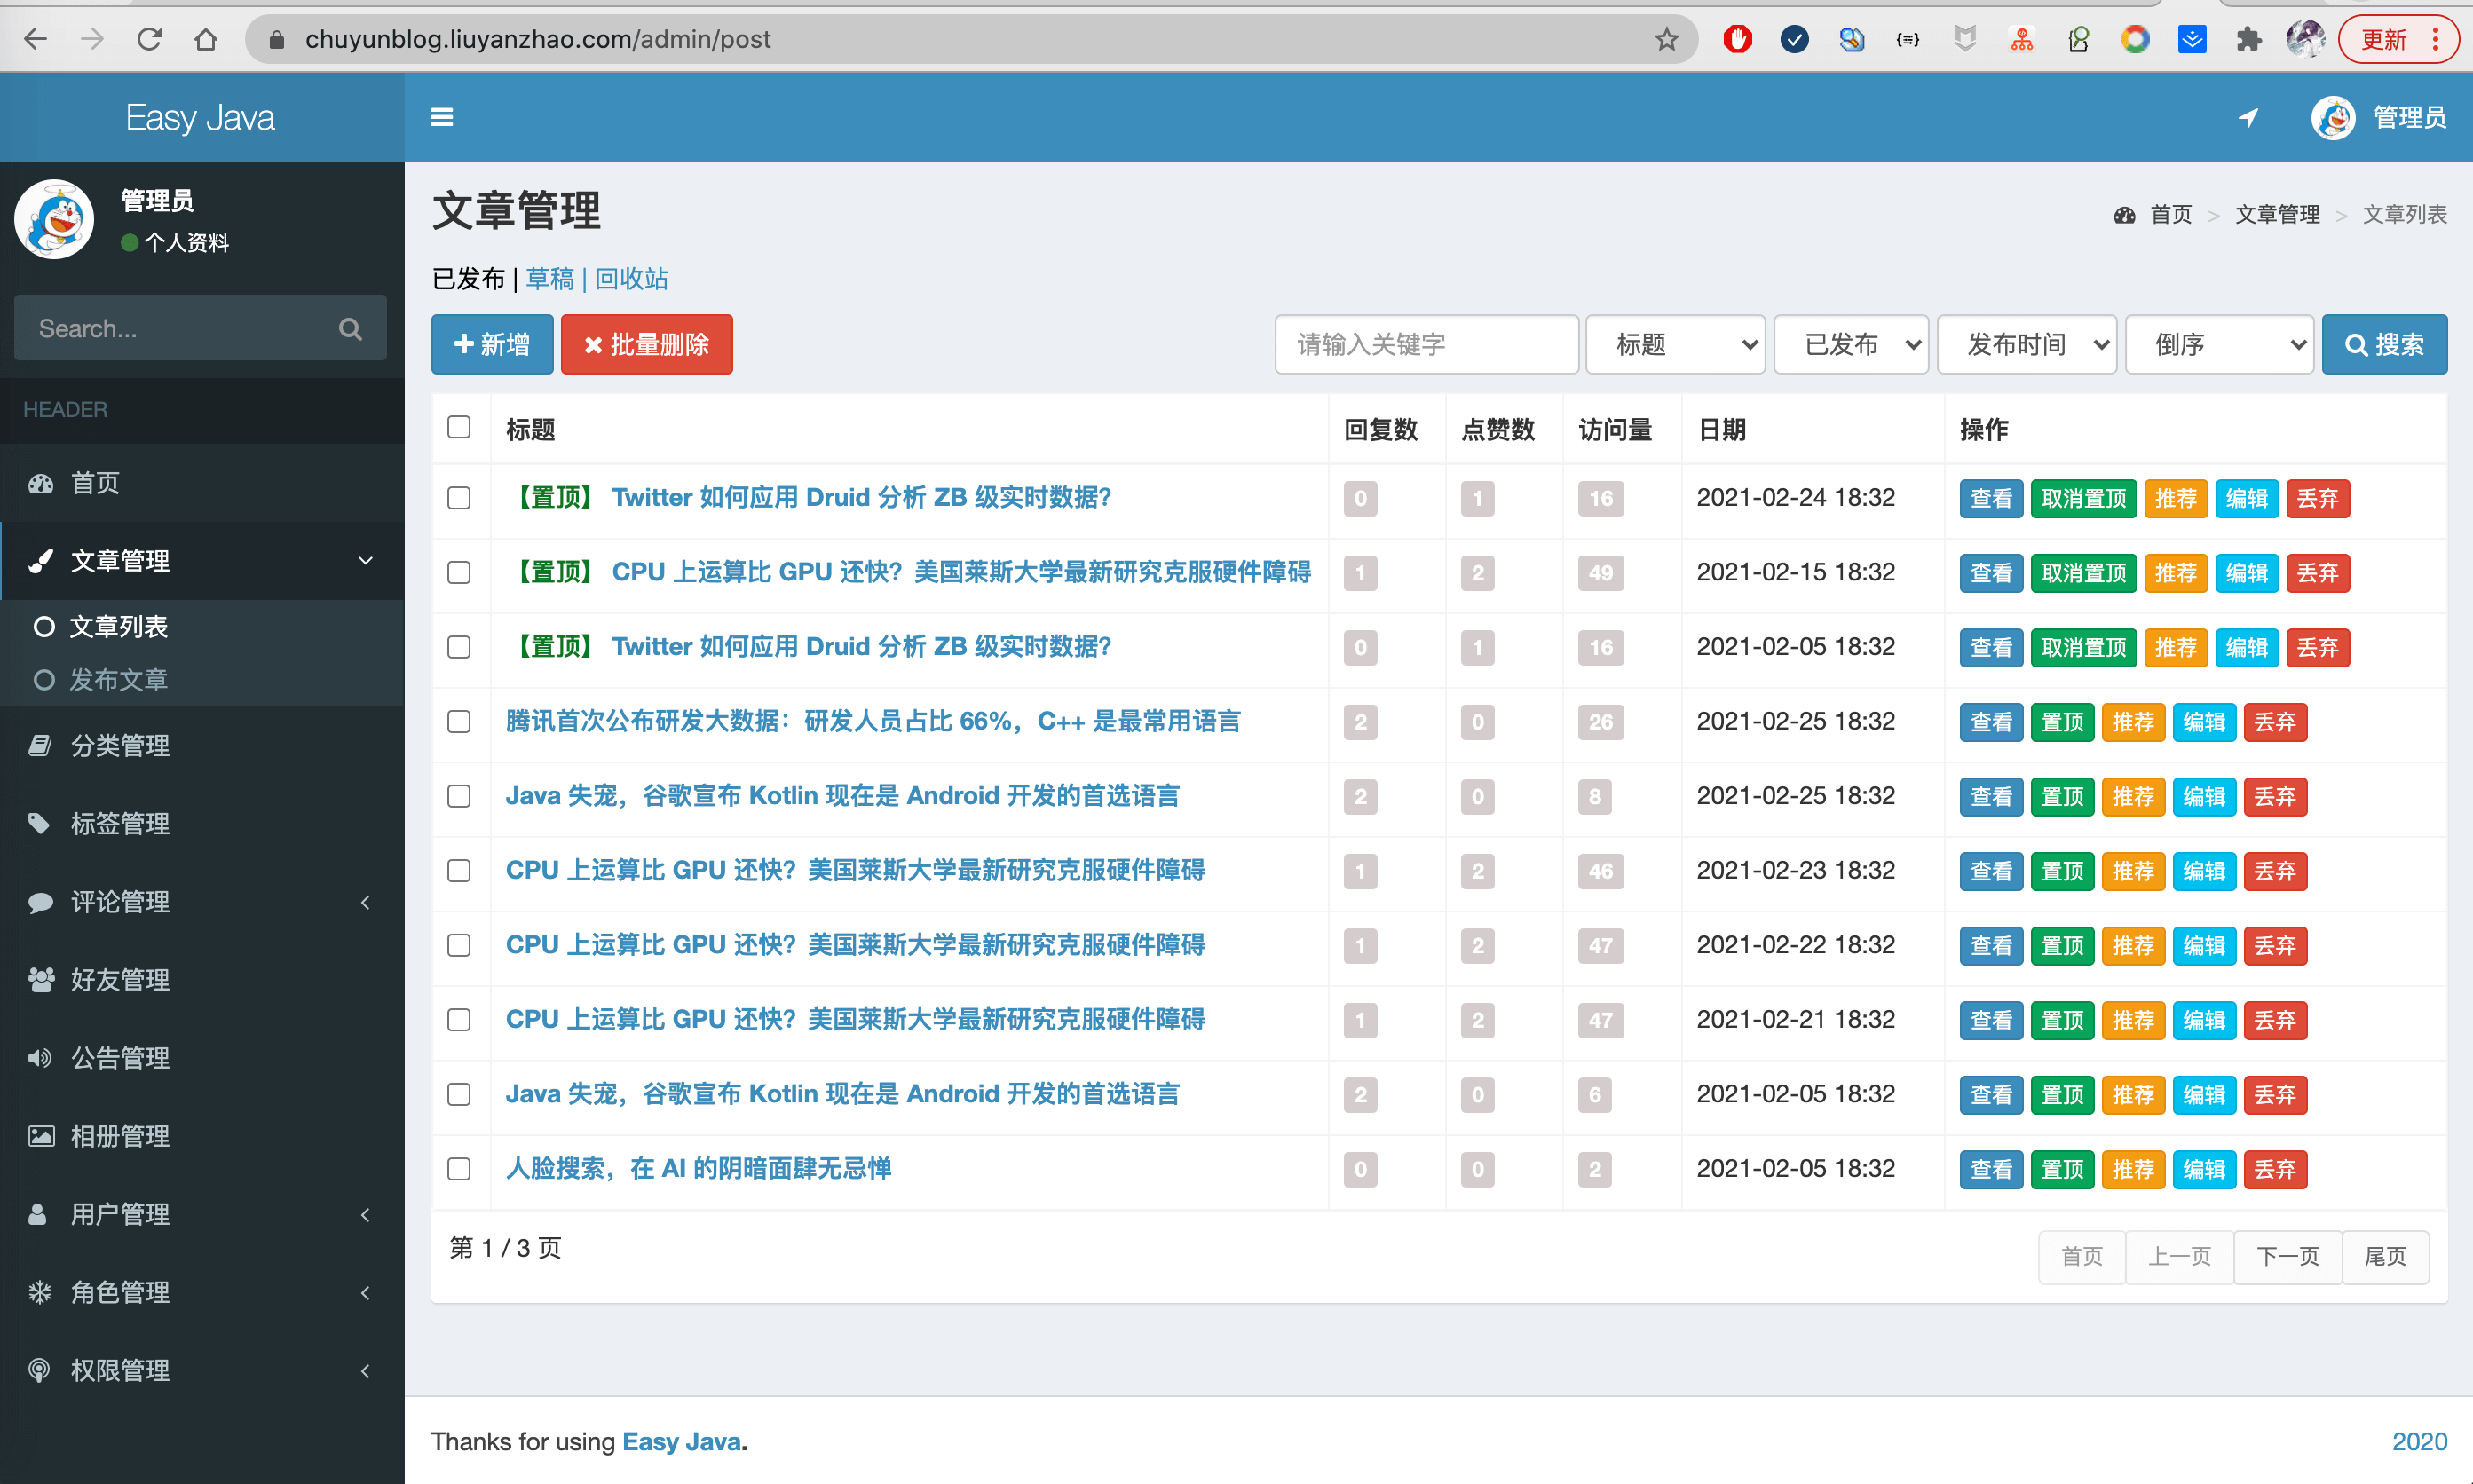 chuyunblog.liuyanzhao.com/admin/post
更新
Easy Java
管理员
管理员
个人资料
Search...
HEADER
首页
文章管理
文章列表
发布文章
分类管理
标签管理
评论管理
好友管理
公告管理
相册管理
用户管理
角色管理
权限管理
文章管理
首页 > 文章管理 > 文章列表
已发布 | 草稿 | 回收站
新增 批量删除 请输入关键字 标题 已发布 发布时间 倒序 搜索
标题 回复数 点赞数 访问量 日期 操作
【置顶】 Twitter 如何应用 Druid 分析 ZB 级实时数据? 0 1 16 2021-02-24 18:32 查看 取消置顶 推荐 编辑 丢弃
【置顶】 CPU 上运算比 GPU 还快？美国莱斯大学最新研究克服硬件障碍 1 2 49 2021-02-15 18:32 查看 取消置顶 推荐 编辑 丢弃
【置顶】 Twitter 如何应用 Druid 分析 ZB 级实时数据? 0 1 16 2021-02-05 18:32 查看 取消置顶 推荐 编辑 丢弃
腾讯首次公布研发大数据：研发人员占比 66%，C++ 是最常用语言 2 0 26 2021-02-25 18:32 查看 置顶 推荐 编辑 丢弃
Java 失宠，谷歌宣布 Kotlin 现在是 Android 开发的首选语言 2 0 8 2021-02-25 18:32 查看 置顶 推荐 编辑 丢弃
CPU 上运算比 GPU 还快？美国莱斯大学最新研究克服硬件障碍 1 2 46 2021-02-23 18:32 查看 置顶 推荐 编辑 丢弃
CPU 上运算比 GPU 还快？美国莱斯大学最新研究克服硬件障碍 1 2 47 2021-02-22 18:32 查看 置顶 推荐 编辑 丢弃
CPU 上运算比 GPU 还快？美国莱斯大学最新研究克服硬件障碍 1 2 47 2021-02-21 18:32 查看 置顶 推荐 编辑 丢弃
Java 失宠，谷歌宣布 Kotlin 现在是 Android 开发的首选语言 2 0 6 2021-02-05 18:32 查看 置顶 推荐 编辑 丢弃
人脸搜索，在 AI 的阴暗面肆无忌惮 0 0 2 2021-02-05 18:32 查看 置顶 推荐 编辑 丢弃
第 1 / 3 页 首页 上一页 下一页 尾页
Thanks for using Easy Java. 2020